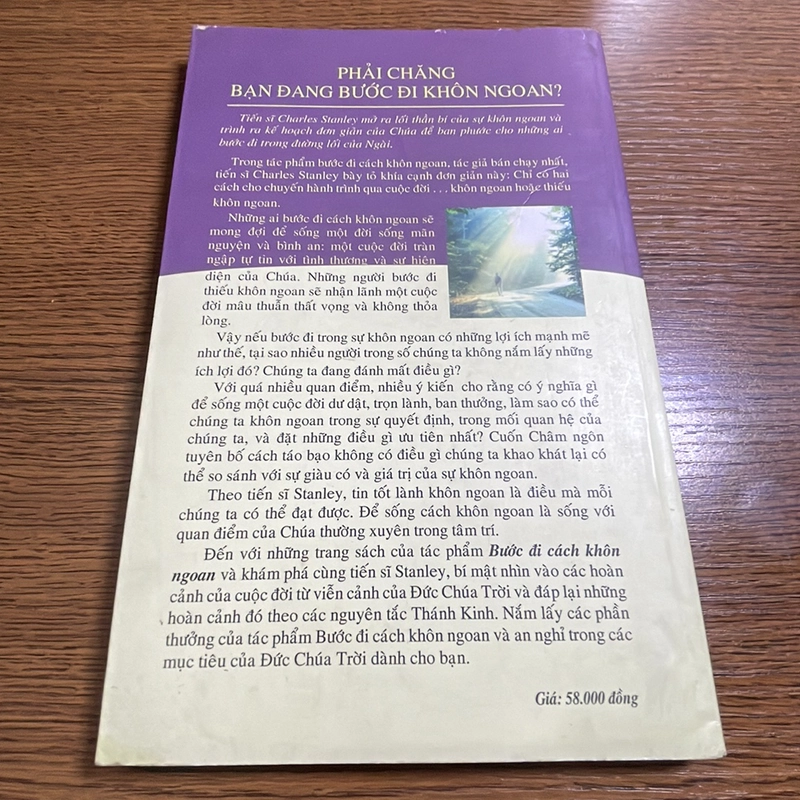 PHẢI CHĂNG
BẠN ĐANG BƯỚC ĐI KHÔN NGOAN?
Tiến sĩ Charles Stanley mở ra lối thần bí của sự khôn ngoan và
trình ra kế hoạch đơn giản của Chúa để ban phước cho những ai
bước đi trong đường lối của Ngài.
Trong tác phẩm bước đi cách khôn ngoan, tác giả bán chạy nhất,
tiến sĩ Charles Stanley bày tỏ khía cạnh đơn giản này: Chỉ có hai
cách cho chuyến hành trình qua cuộc đời . . . khôn ngoan hoặc thiếu
khôn ngoan.
Những ai bước đi cách khôn ngoan sẽ
mong đợi để sống một đời sống mãn
nguyện và bình an: một cuộc đời tràn
ngập tự tin với tình thương và sự hiện
diện của Chúa. Những người bước đi
thiếu khôn ngoan sẽ nhận lãnh một cuộc
đời mâu thuẫn thất vọng và không thỏa
lòng.
Vậy nếu bước đi trong sự khôn ngoan có những lợi ích mạnh mẽ
như thế, tại sao nhiều người trong số chúng ta không nắm lấy những
ích lợi đó? Chúng ta đang đánh mất điều gì?
Với quá nhiều quan điểm, nhiều ý kiến cho rằng có ý nghĩa gì
để sống một cuộc đời dư dật, trọn lành, ban thưởng, làm sao có thể
chúng ta khôn ngoan trong sự quyết định, trong mối quan hệ của
chúng ta, và đặt những điều gì ưu tiên nhất? Cuốn Châm ngôn
tuyên bố cách táo bạo không có điều gì chúng ta khao khát lại có
thể so sánh với sự giàu có và giá trị của sự khôn ngoan.
Theo tiến sĩ Stanley, tin tốt lành khôn ngoan là điều mà mỗi
chúng ta có thể đạt được. Để sống cách khôn ngoan là sống với
quan điểm của Chúa thường xuyên trong tâm trí.
Đến với những trang sách của tác phẩm Bước đi cách khôn
ngoan và khám phá cùng tiến sĩ Stanley, bí mật nhìn vào các hoàn
cảnh của cuộc đời từ viễn cảnh của Đức Chúa Trời và đáp lại những
hoàn cảnh đó theo các nguyên tắc Thánh Kinh. Nắm lấy các phần
thưởng của tác phẩm Bước đi cách khôn ngoan và an nghỉ trong các
mục tiêu của Đức Chúa Trời dành cho bạn.
Giá: 58.000 đồng